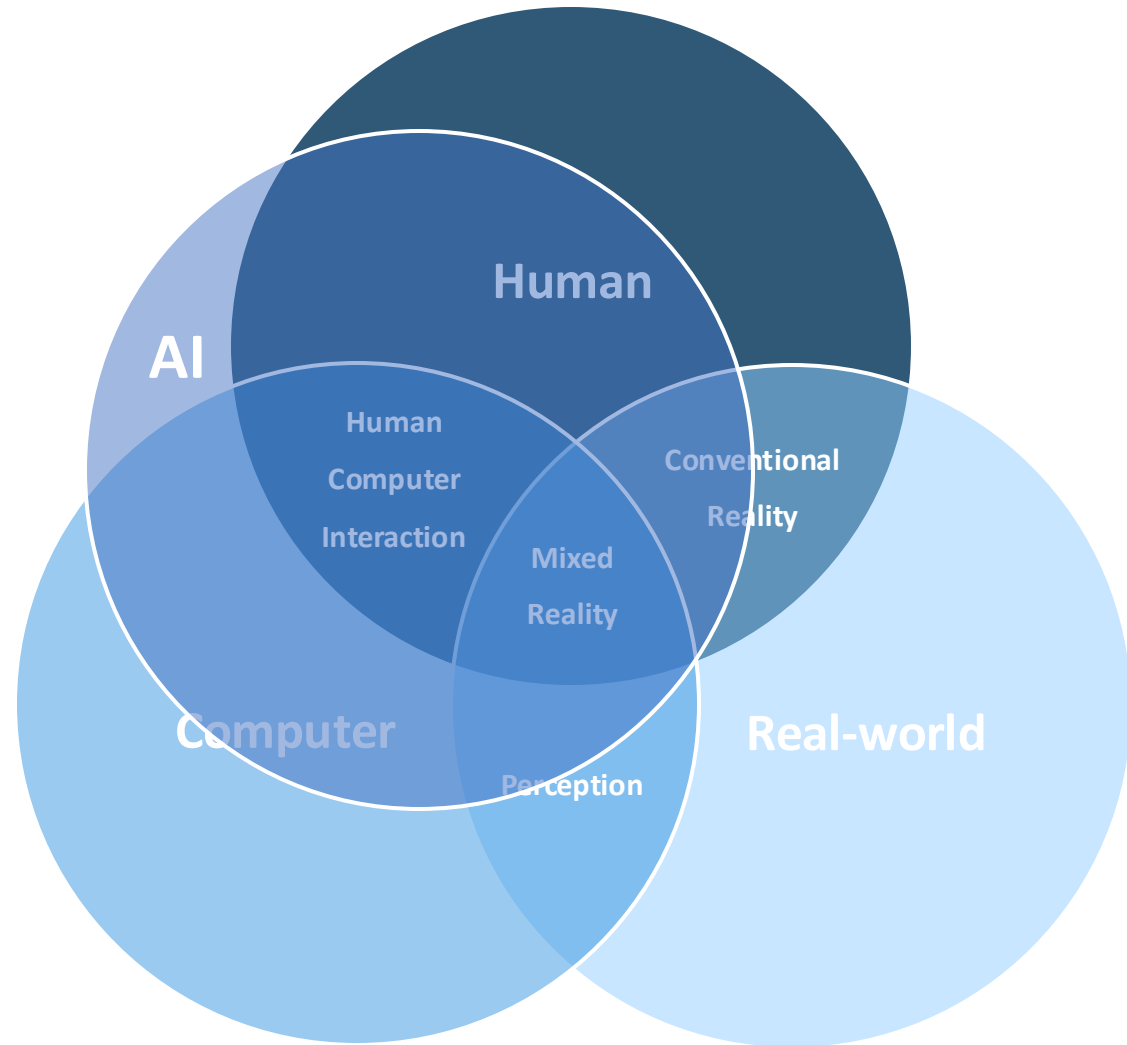 Human
AI
Human
Computer
Interaction
Conventional
Reality
Mixed
Reality
Computer
Real-world
Perception